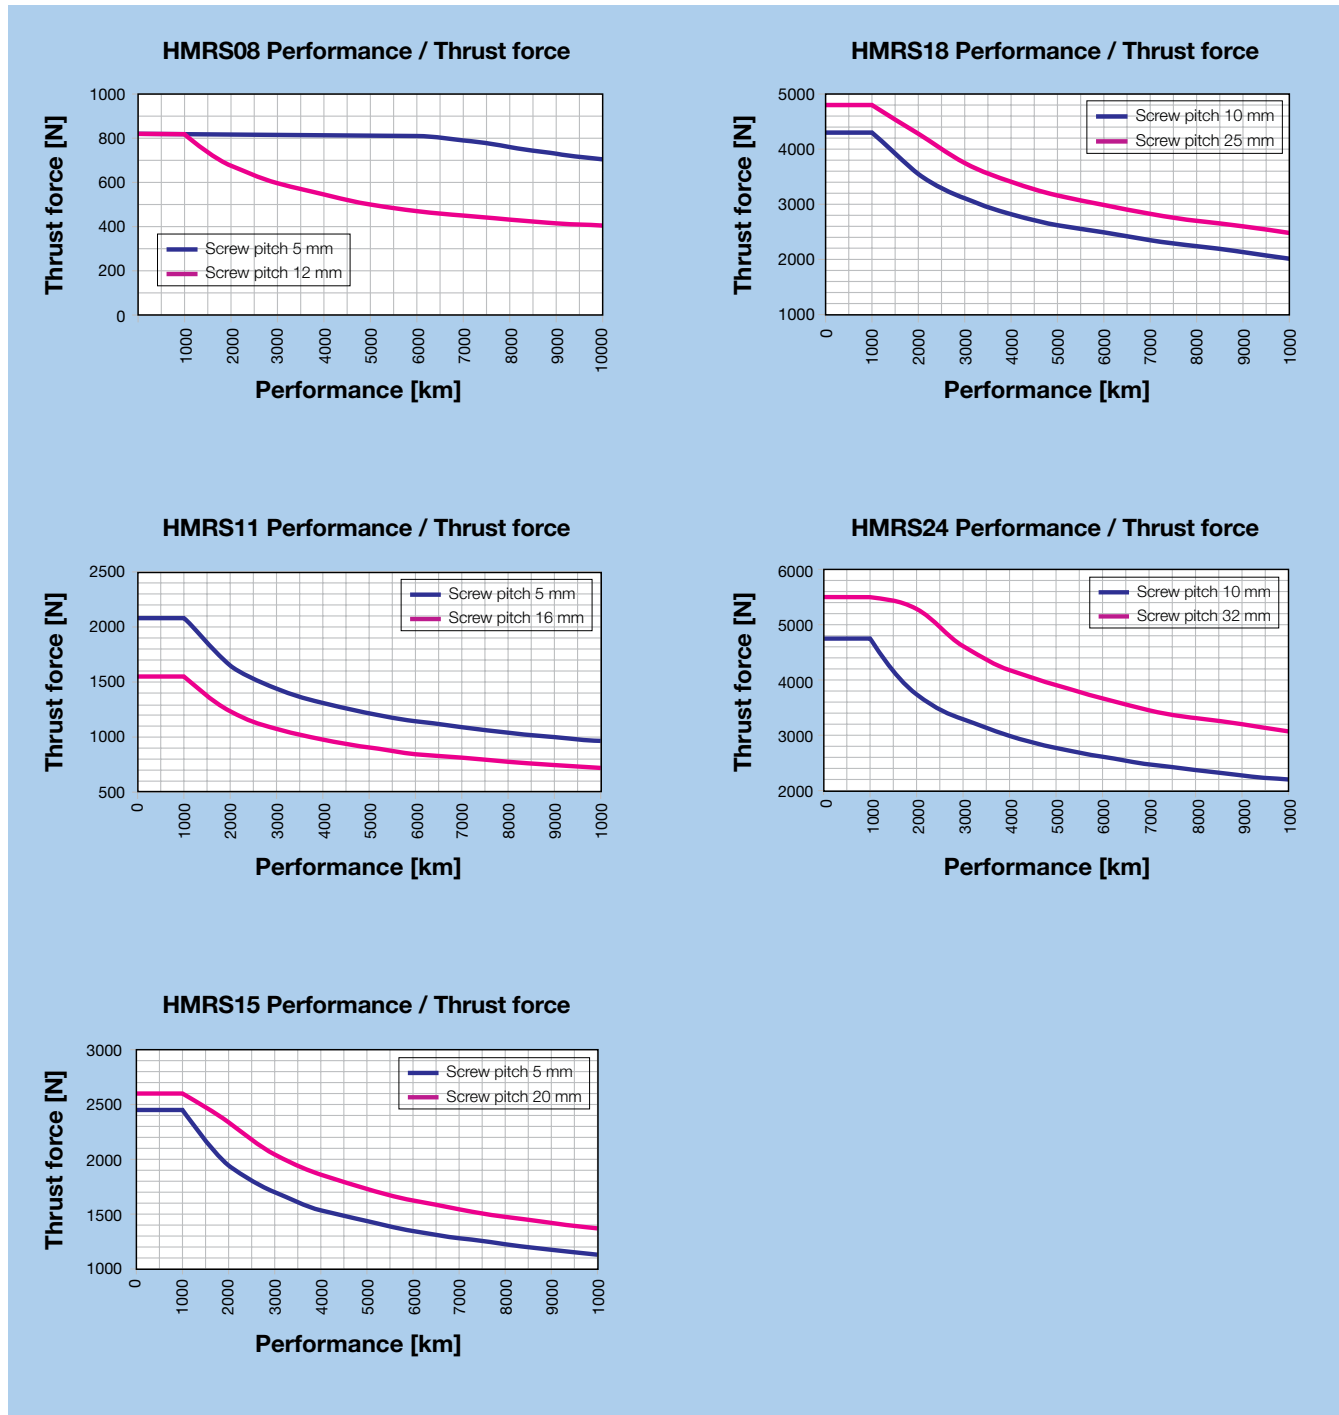 HMRS08 Performance / Thrust force
Thrust force [N]
1000
800
600
400
200
0
Screw pitch 5 mm
Screw pitch 12 mm
1000 2000 3000 4000 5000 6000 7000 8000 9000 10000
Performance [km]
HMRS18 Performance / Thrust force
Thrust force [N]
5000
4000
3000
2000
1000
Screw pitch 10 mm
Screw pitch 25 mm
0 1000 2000 3000 4000 5000 6000 7000 8000 9000 1000
Performance [km]
HMRS11 Performance / Thrust force
Thrust force [N]
2500
2000
1500
1000
500
Screw pitch 5 mm
Screw pitch 16 mm
0 1000 2000 3000 4000 5000 6000 7000 8000 9000 1000
Performance [km]
HMRS24 Performance / Thrust force
Thrust force [N]
6000
5000
4000
3000
2000
Screw pitch 10 mm
Screw pitch 32 mm
0 1000 2000 3000 4000 5000 6000 7000 8000 9000 1000
Performance [km]
HMRS15 Performance / Thrust force
Thrust force [N]
3000
2500
2000
1500
1000
Screw pitch 5 mm
Screw pitch 20 mm
0 1000 2000 3000 4000 5000 6000 7000 8000 9000 1000
Performance [km]